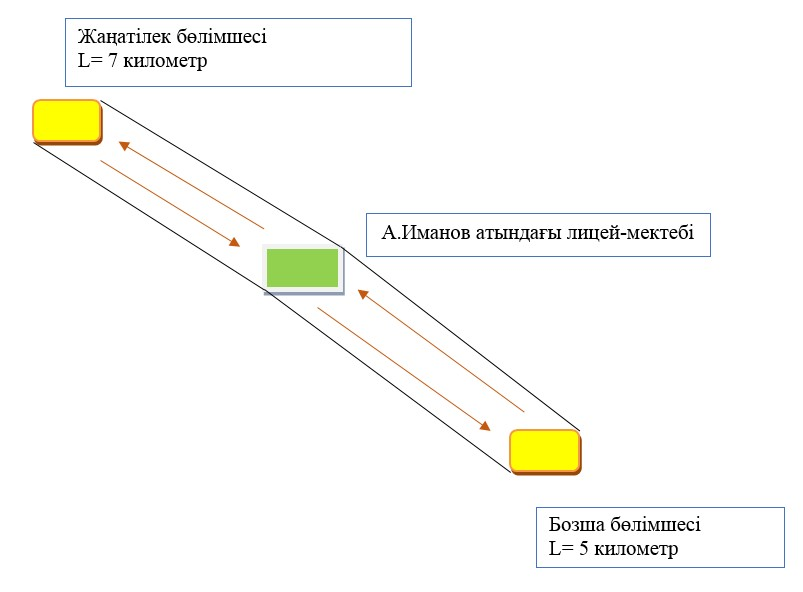 Жаңатілек бөлімшесі
L= 7 километр
А.Иманов атындағы лицей-мектебі
Бозша бөлімшесі
L= 5 километр